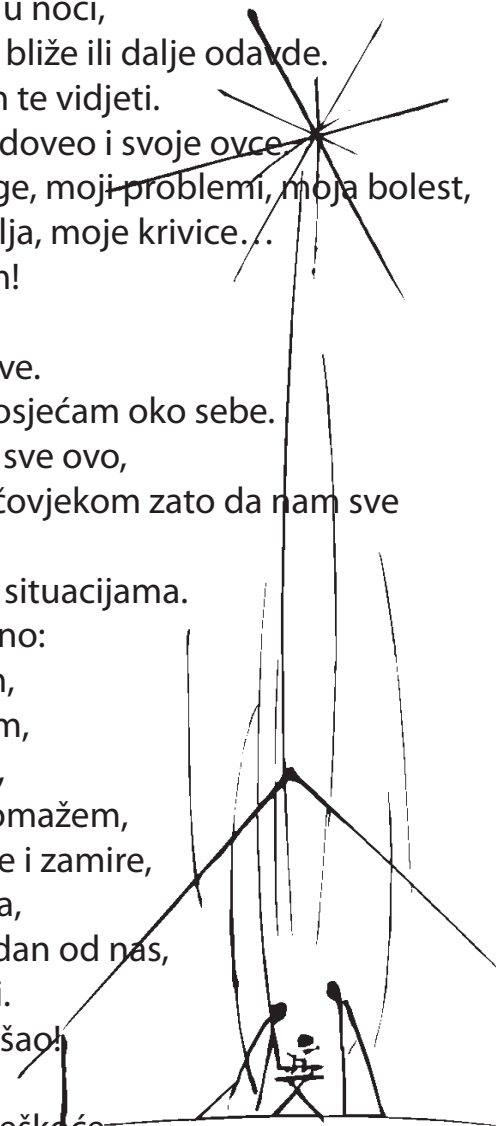 u noći,
bliže ili dalje odavde.
te vidjeti.
doveo i svoje ovce.
ge, moji problemi, moja bolest,
lja, moje krivice...
n!
ve.
osjećam oko sebe.
sve ovo,
čovjekom zato da nam sve
situacijama.
no:
n,
m,
,
omažem,
e i zamire,
a,
dan od nas,
i.
šao!